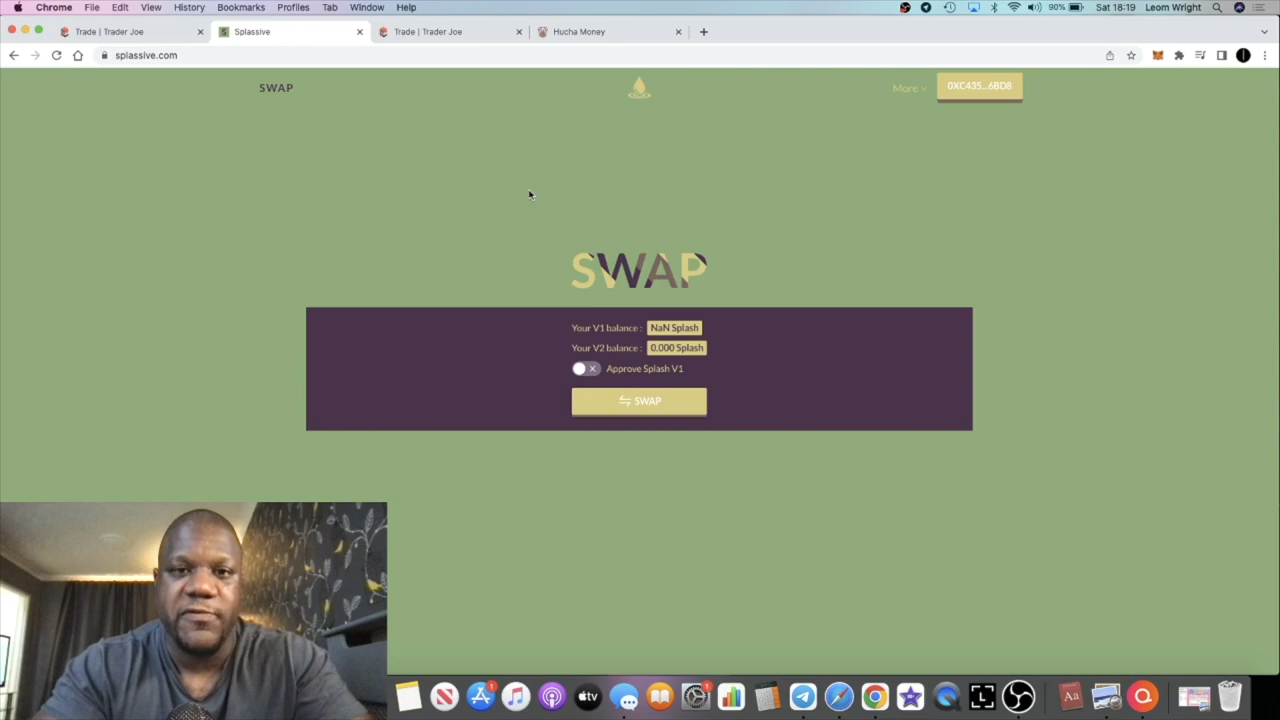 Chrome File Edit View History Bookmarks Profiles Tab Window Help 90% Sat 18:19 Leom Wright
Trade | Trader Joe Splassive Trade | Trader Joe Hucha Money
splassive.com
SWAP More 0XC435...6BD8
SWAP
Your V1 balance : NaN Splash
Your V2 balance : 0.000 Splash
Approve Splash V1
SWAP
tv
Aa